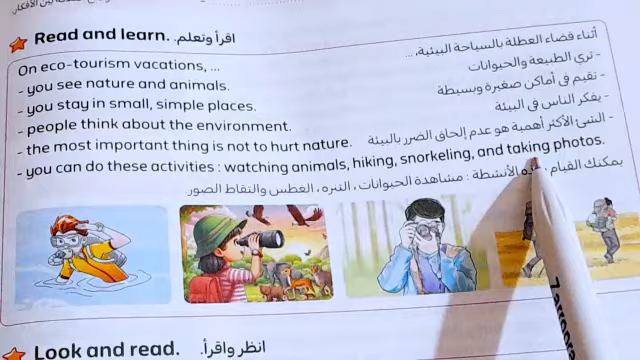 Read and learn. اقرأ وتعلم.
On eco-tourism vacations, ...
- you see nature and animals.
- you stay in small, simple places.
- people think about the environment.
- the most important thing is not to hurt nature.
- you can do these activities : watching animals, hiking, snorkeling, and taking photos.
أثناء قضاء العطلة بالسياحة البيئية, ...
- تري الطبيعة والحيوانات
- تقيم في أماكن صغيرة وبسيطة
- يفكر الناس في البيئة
- الشئ الأكثر أهمية هو عدم إلحاق الضرر بالبيئة
يمكنك القيام الأنشطة : مشاهدة الحيوانات ، التنزه ، الغطس والتقاط الصور.
Look and read. انظر واقرأ.